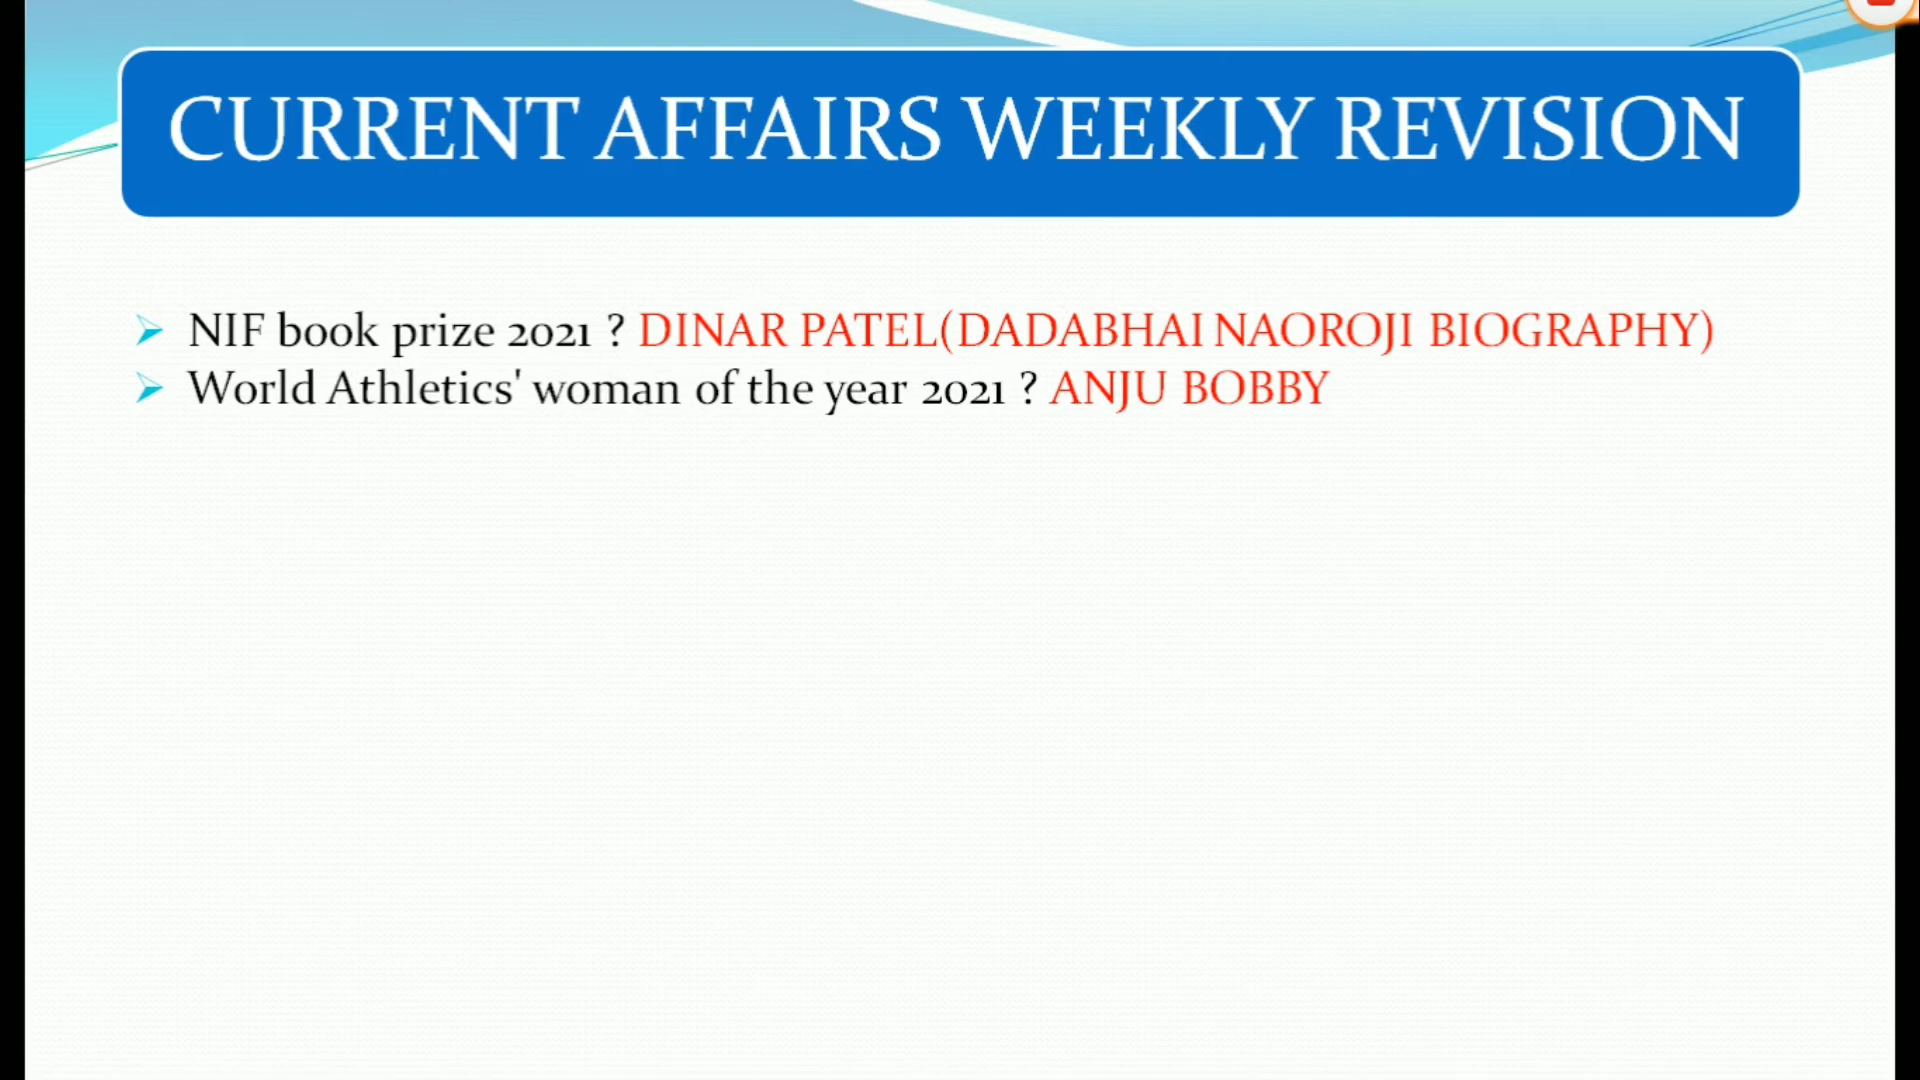 CURRENT AFFAIRS WEEKLY REVISION
NIF book prize 2021 ? DINAR PATEL(DADABHAI NAOROJI BIOGRAPHY)
World Athletics' woman of the year 2021 ? ANJU BOBBY